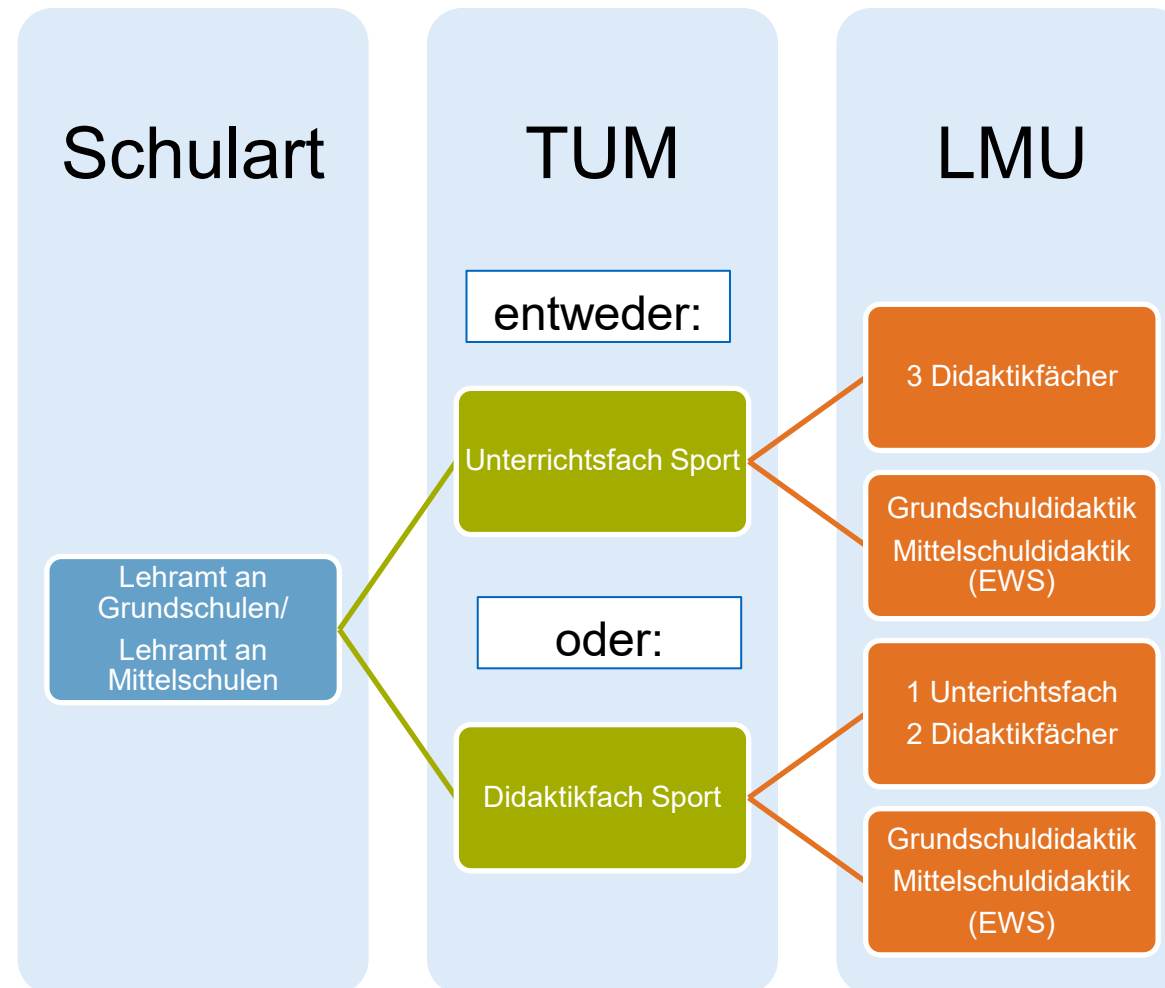 Schulart
TUM
LMU
entweder:
Unterrichtsfach Sport
3 Didaktikfächer
Grundschuldidaktik
Mittelschuldidaktik
(EWS)
Lehramt an
Grundschulen/
Lehramt an
Mittelschulen
oder:
Didaktikfach Sport
1 Unterichtsfach
2 Didaktikfächer
Grundschuldidaktik
Mittelschuldidaktik
(EWS)